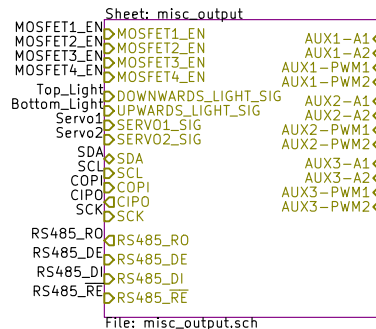 Sheet: misc_output
MOSFET1_EN MOSFET1_EN AUX1-A1
MOSFET2_EN MOSFET2_EN AUX1-A2
MOSFET3_EN MOSFET3_EN AUX1-PWM1
MOSFET4_EN MOSFET4_EN AUX1-PWM2
Top_Light DOWNWARDS_LIGHT_SIG AUX2-A1
Bottom_Light UPWARDS_LIGHT_SIG AUX2-A2
Servo1 SERVO1_SIG AUX2-PWM1
Servo2 SERVO2_SIG AUX2-PWM2
SDA SDA AUX3-A1
SCL SCL AUX3-A2
COPI COPI AUX3-PWM1
CIPO CIPO AUX3-PWM2
SCK SCK
RS485_RO RS485_RO
RS485_DE RS485_DE
RS485_DI RS485_DI
RS485_RE RS485_RE
File: misc_output.sch